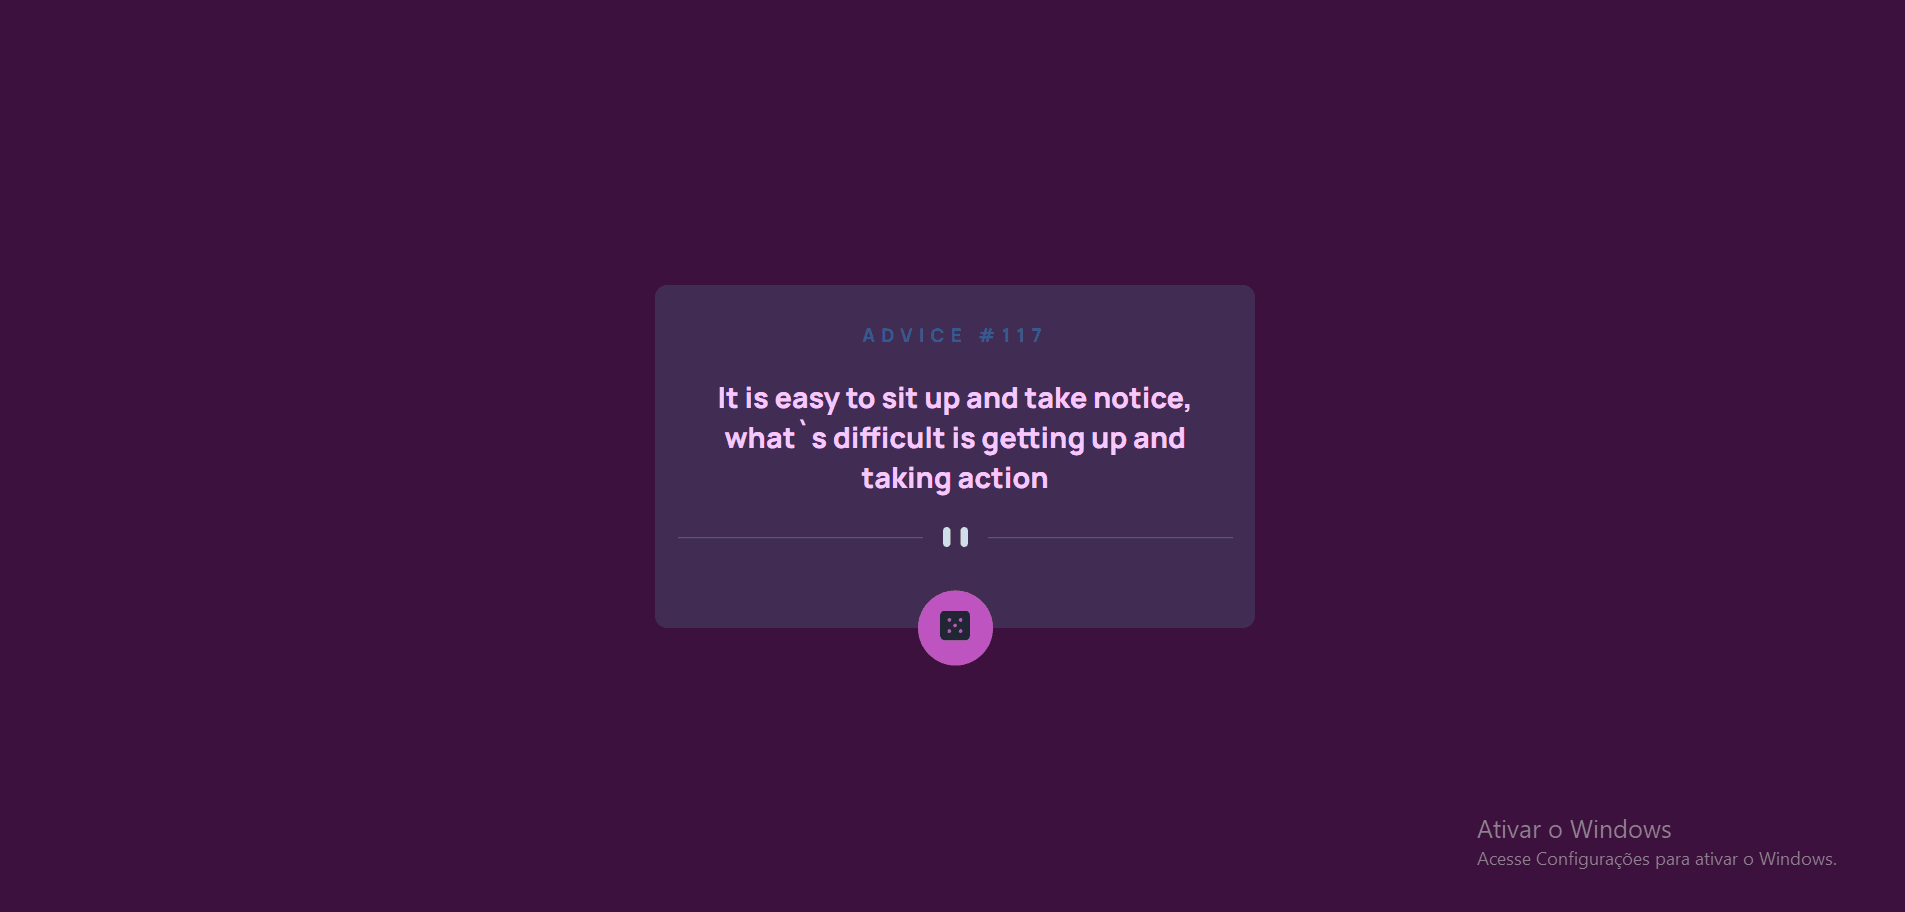 ADVICE #117
It is easy to sit up and take notice,
what`s difficult is getting up and
taking action
Ativar o Windows
Acesse Configurações para ativar o Windows.